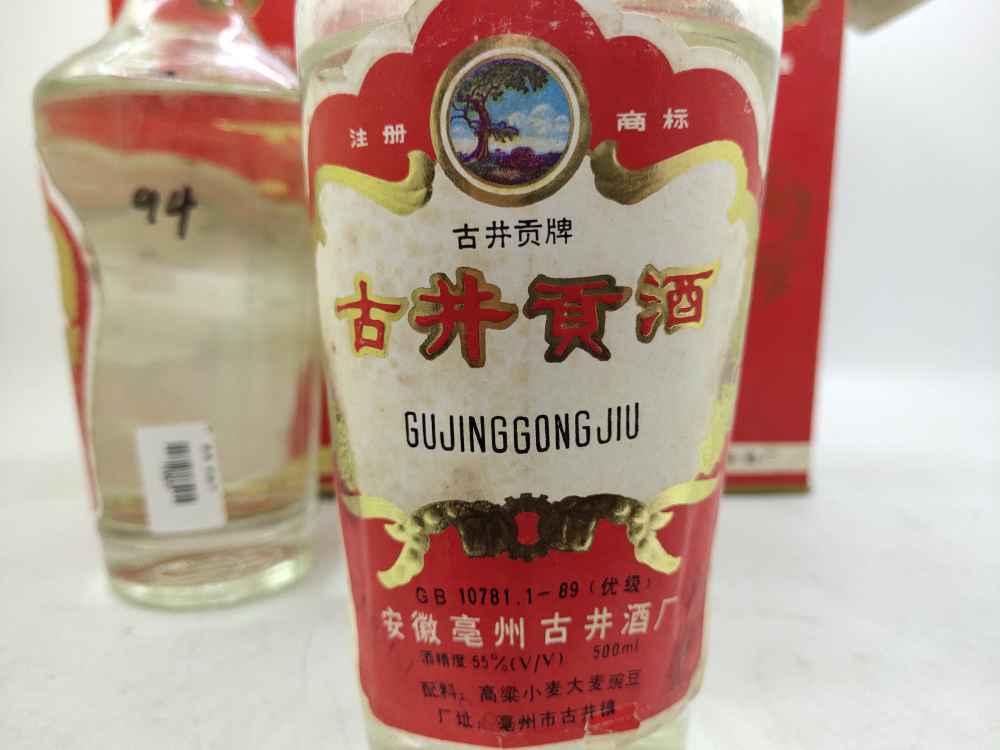 94
注册 商标
古井贡牌
古井贡酒
GUJINGGONGJIU
GB 10781.1-89(优级)
安徽亳州古井酒厂
酒精度 55%(V/V) 500ml
配料: 高粱小麦大麦豌豆
厂址: 亳州市古井镇